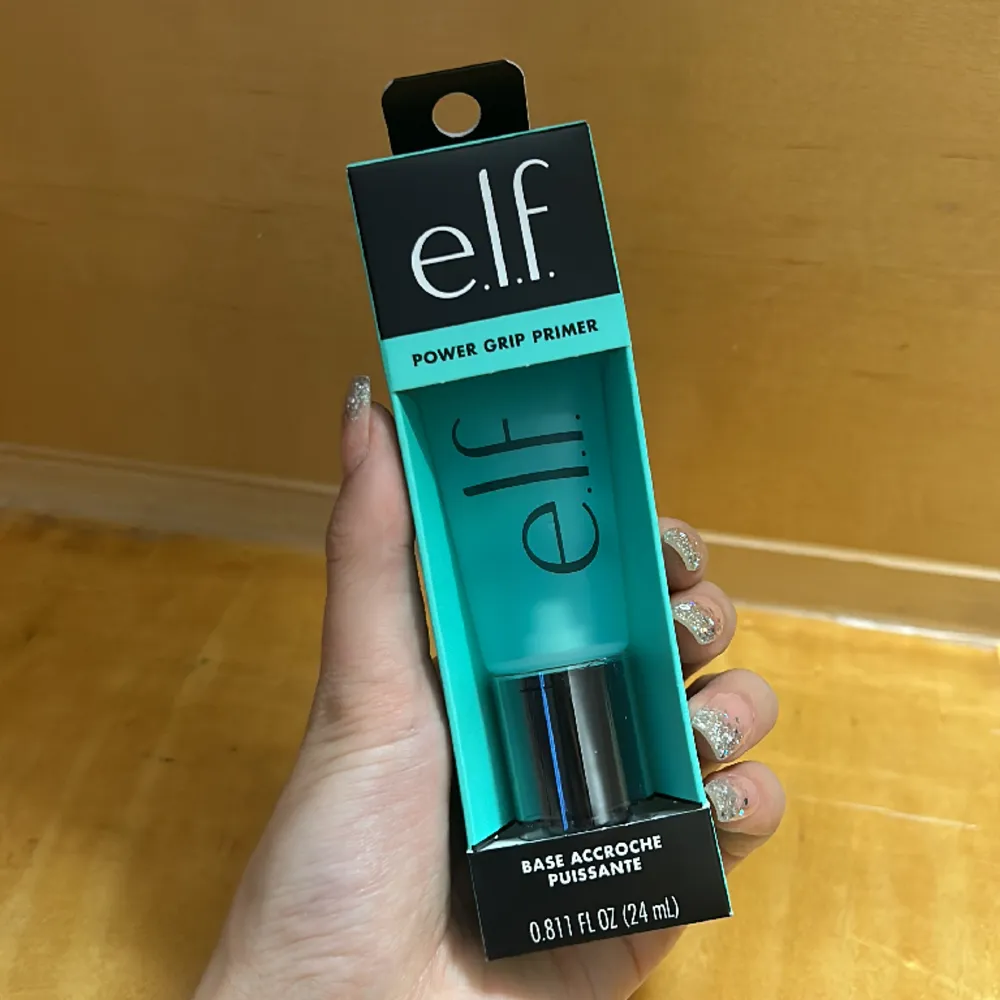 e.l.f.
POWER GRIP PRIMER
e.l.f.
BASE ACCROCHE
PUISSANTE
0.811 FL OZ (24 mL)